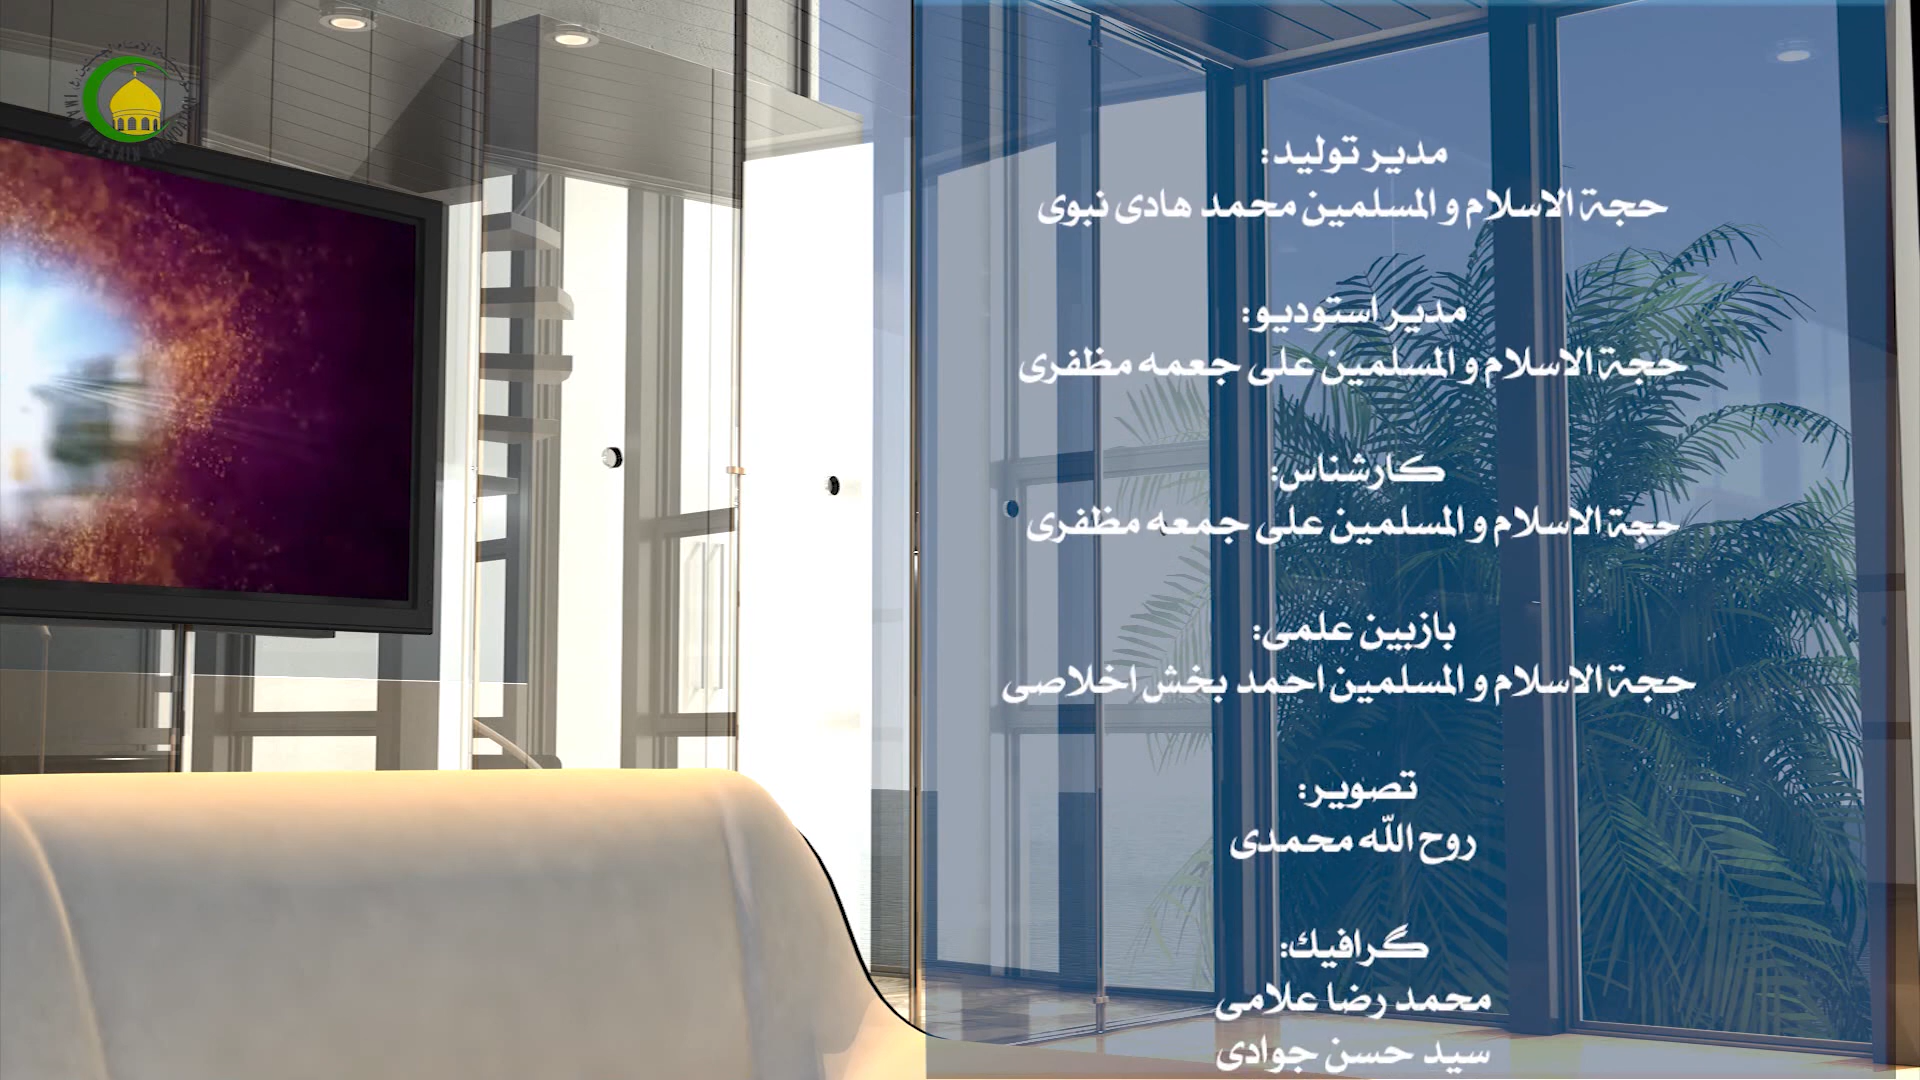 مدیر تولید:
حجة الاسلام و المسلمین محمد هادی نبوی
مدیر استودیو:
حجة الاسلام و المسلمین علی جعمه مظفری
کارشناس:
حجة الاسلام و المسلمین علی جمعه مظفری
بازبین علمی:
حجة الاسلام و المسلمین احمد بخش اخلاصی
تصویر:
روح الله محمدی
گرافیك:
محمد رضا علامی
سید حسن جوادی